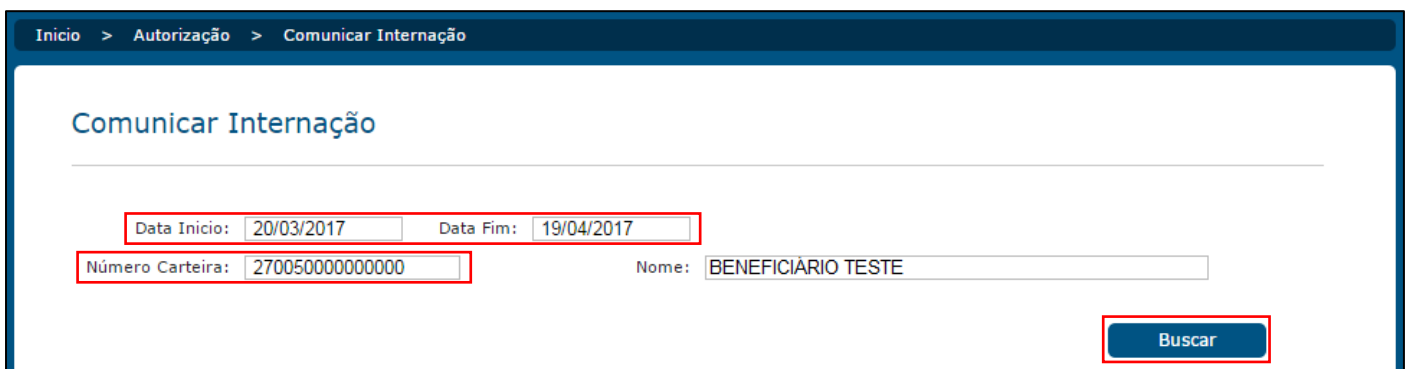 Inicio > Autorização > Comunicar Internação
Comunicar Internação
Data Inicio: 20/03/2017 Data Fim: 19/04/2017
Número Carteira: 270050000000000 Nome: BENEFICIÁRIO TESTE
Buscar